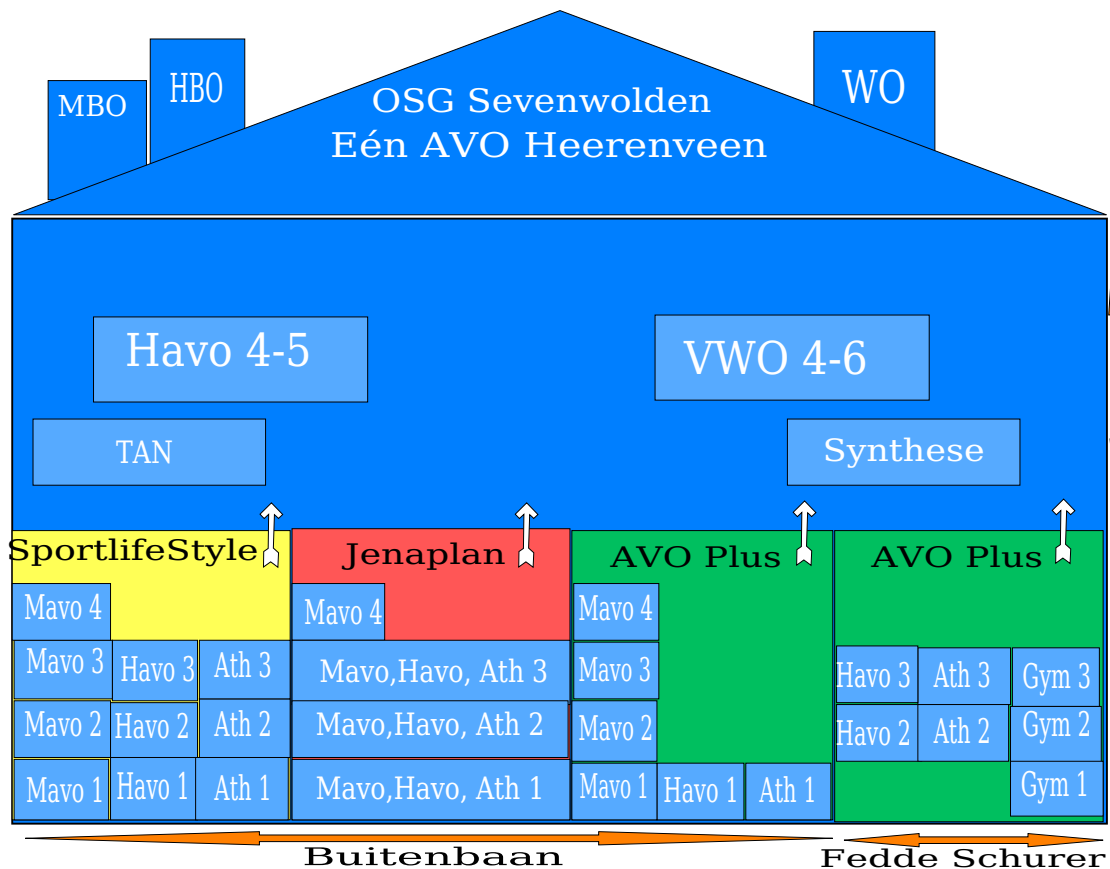 MBO
HBO
WO
OSG Sevenwolden
Eén AVO Heerenveen
Havo 4-5
VWO 4-6
TAN
Synthese
SportlifeStyle
Jenaplan
AVO Plus
AVO Plus
Mavo 4
Mavo 3
Havo 3
Ath 3
Mavo 2
Havo 2
Ath 2
Mavo 1
Havo 1
Ath 1
Mavo 4
Mavo,Havo, Ath 3
Mavo,Havo, Ath 2
Mavo,Havo, Ath 1
Mavo 4
Mavo 3
Mavo 2
Mavo 1
Havo 1
Ath 1
Havo 3
Ath 3
Gym 3
Havo 2
Ath 2
Gym 2
Gym 1
Buitenbaan
Fedde Schurer